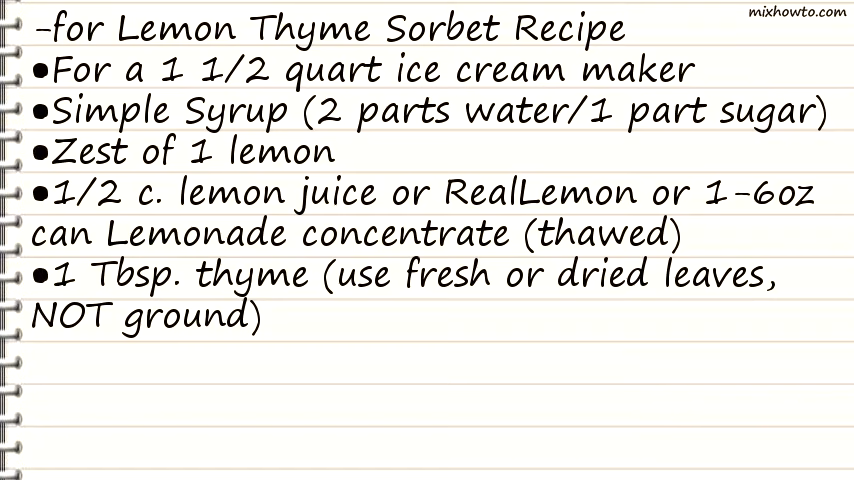 mixhowto.com
-for Lemon Thyme Sorbet Recipe
●For a 1 1/2 quart ice cream maker
●Simple Syrup (2 parts water/1 part sugar)
●Zest of 1 lemon
●1/2 c. lemon juice or RealLemon or 1-6oz
can Lemonade concentrate (thawed)
●1 Tbsp. thyme (use fresh or dried leaves,
NOT ground)